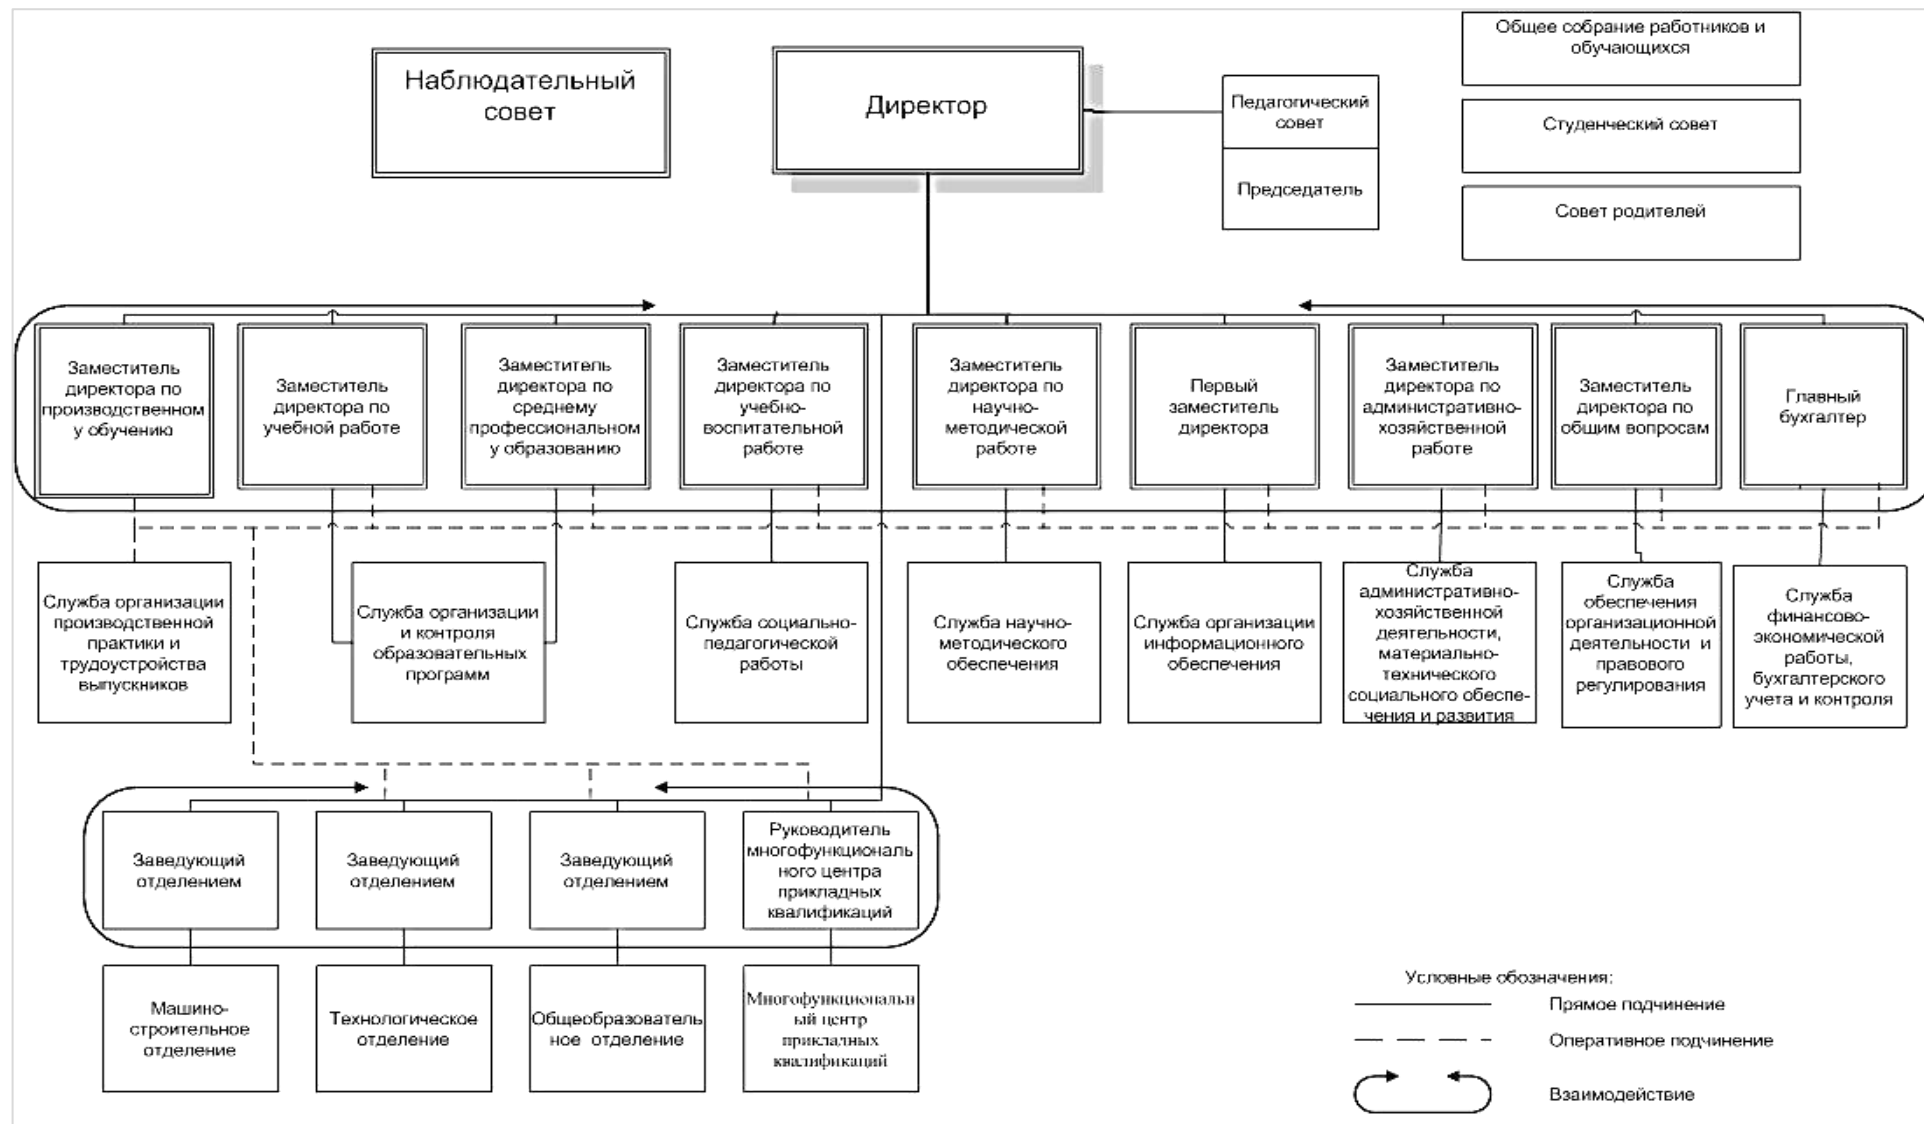 Наблюдательный
совет
Директор
Педагогический
совет
Председатель
Общее собрание работников и
обучающихся
Студенческий совет
Совет родителей
Заместитель
директора по
производственном
у обучению
Заместитель
директора по
учебной работе
Заместитель
директора по
среднему
профессиональном
у образованию
Заместитель
директора по
учебно-
воспитательной
работе
Заместитель
директора по
научно-
методической
работе
Первый
заместитель
директора
Заместитель
директора по
административно-
хозяйственной
работе
Заместитель
директора по
общим вопросам
Главный
бухгалтер
Служба организации
производственной
практики и
трудоустройства
выпускников
Служба организации
и контроля
образовательных
программ
Служба социально-
педагогической
работы
Служба научно-
методического
обеспечения
Служба организации
информационного
обеспечения
Служба
административно-
хозяйственной
деятельности,
материально-
технического
социального обеспе-
чения и развития
Служба
обеспечения
организационной
деятельности и
правового
регулирования
Служба
финансово-
экономической
работы,
бухгалтерского
учета и контроля
Заведующий
отделением
Заведующий
отделением
Заведующий
отделением
Руководитель
многофункциональ
ного центра
прикладных
квалификаций
Машино-
строительное
отделение
Технологическое
отделение
Общеобразователь
ное отделение
Многофункциональн
ый центр
прикладных
квалификаций
Условные обозначения:
Прямое подчинение
Оперативное подчинение
Взаимодействие